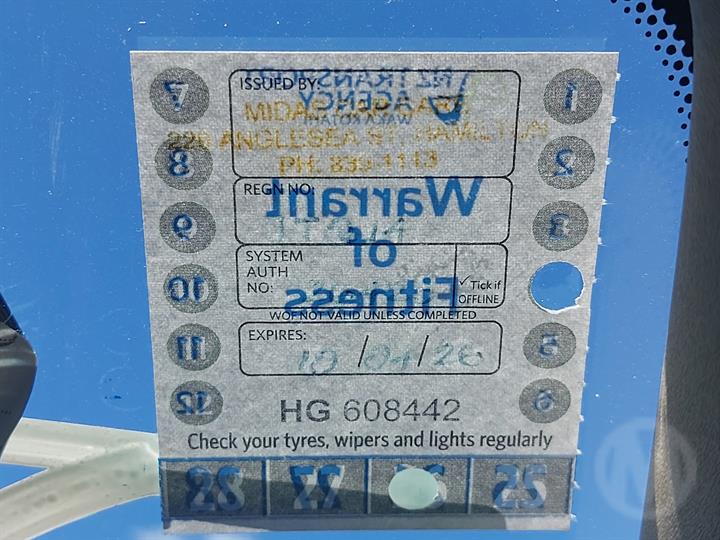 ISSUED BY:
NZ TRANSPORT
AGENCY
WAKA KOTAHI
MIDAS CAR CARE
226 ANGLESEA ST. HAMILTON
PH. 839-1113
REGN NO:
Warrant
of
Fitness
SYSTEM
AUTH
NO:
✓ Tick if
OFFLINE
WOF NOT VALID UNLESS COMPLETED
EXPIRES: 10/04/26
HG 608442
Check your tyres, wipers and lights regularly
7 1
8 2
9 3
10
11 5
12 6
28 27 25